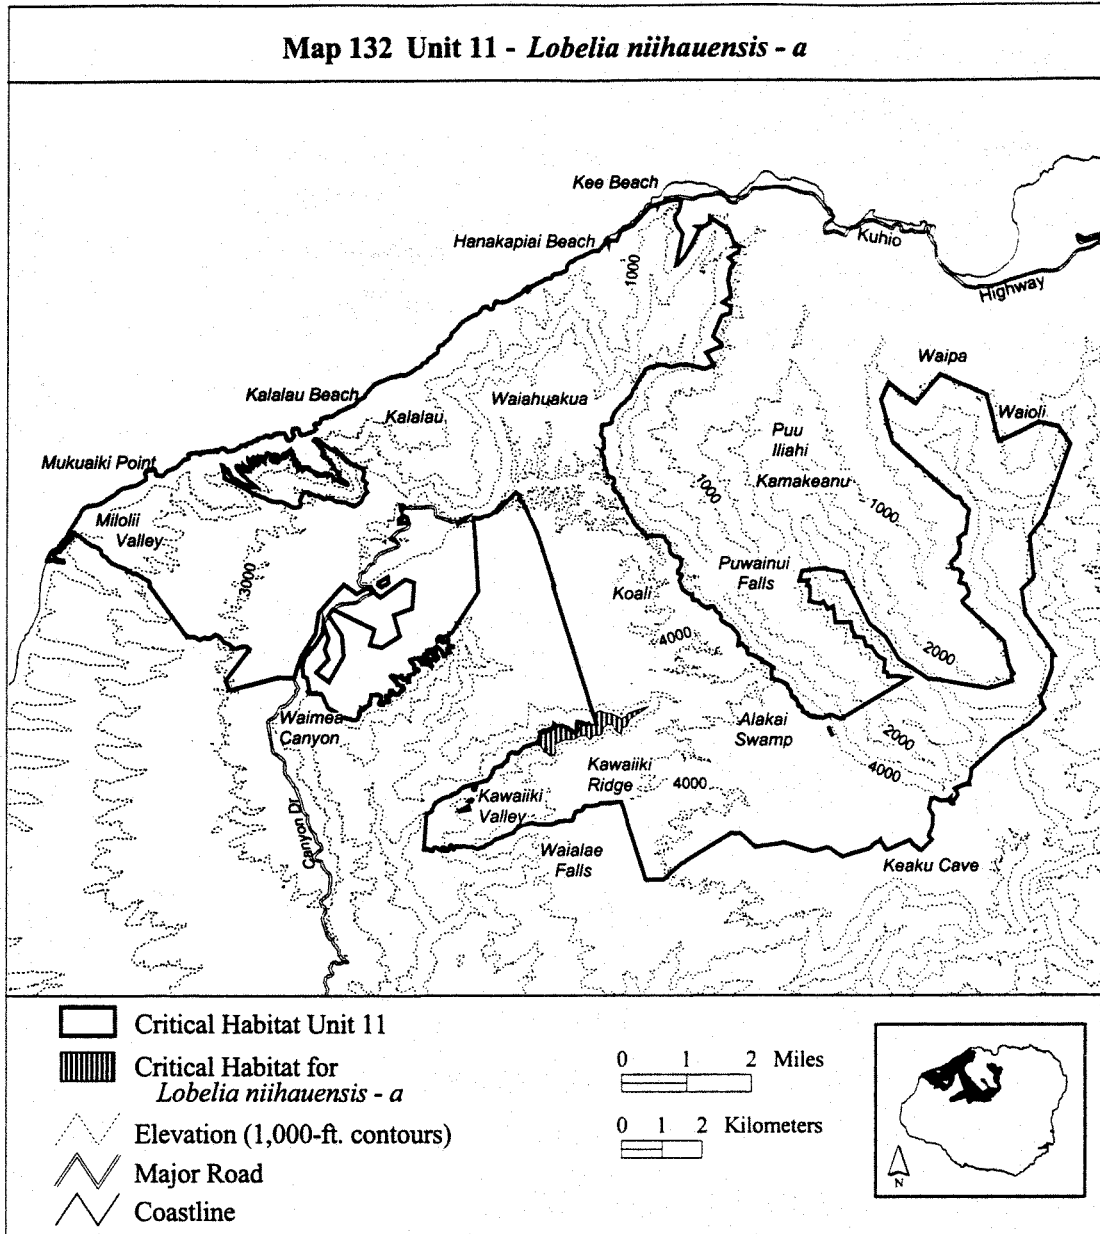 Map 132 Unit 11 - Lobelia niihauensis - a
Kee Beach
Hanakapiai Beach
Kuhio
Highway
1000
Waipa
Kalalau Beach
Kalalau
Waiahuakua
Waioli
Puu
Iliahi
Mukuaiki Point
Kamakeanu
1000
1000
Milolii
Valley
3000
Puwainui
Falls
Koali
4000
2000
Waimea
Canyon
Alakai
Swamp
2000
4000
Kawaiiki
Ridge
4000
Kawaiiki
Valley
Canyon Dr.
Waialae
Falls
Keaku Cave
Critical Habitat Unit 11
Critical Habitat for
Lobelia niihauensis - a
Elevation (1,000-ft. contours)
Major Road
Coastline
0 1 2 Miles
0 1 2 Kilometers
N